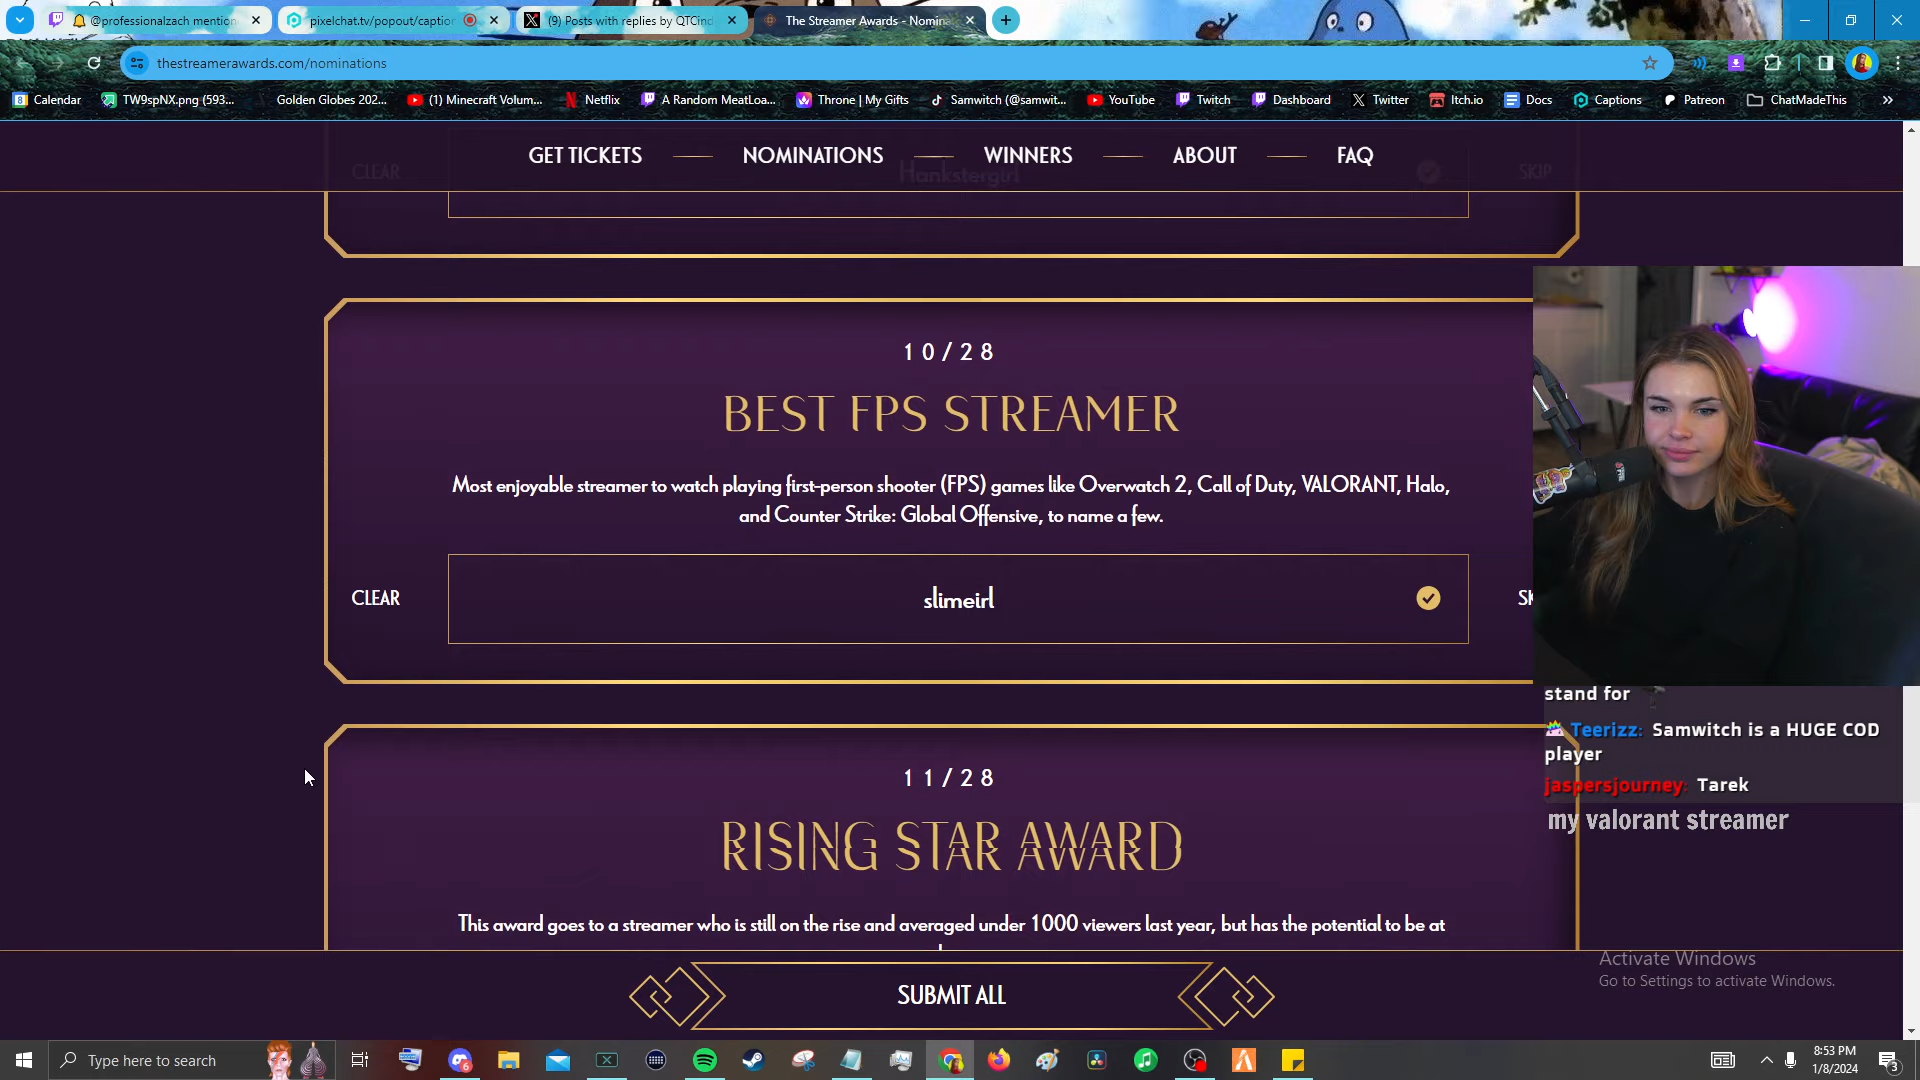 @professionalzach mention
pixelchat.tv/popout/caption
(9) Posts with replies by QTCind
The Streamer Awards - Nomina
thestreamerawards.com/nominations
Calendar
TW9spNX.png (593...
Golden Globes 202...
(1) Minecraft Volum...
Netflix
A Random MeatLoa...
Throne | My Gifts
Samwitch (@samwit...
YouTube
Twitch
Dashboard
Twitter
Itch.io
Docs
Captions
Patreon
ChatMadeThis
GET TICKETS
NOMINATIONS
WINNERS
ABOUT
FAQ
CLEAR
Hankstergirl
SKIP
10/28
BEST FPS STREAMER
Most enjoyable streamer to watch playing first-person shooter (FPS) games like Overwatch 2, Call of Duty, VALORANT, Halo,
and Counter Strike: Global Offensive, to name a few.
CLEAR
slimeirl
SK
stand for
Teerizz: Samwitch is a HUGE COD
player
jaspersjourney: Tarek
my valorant streamer
11/28
RISING STAR AWARD
This award goes to a streamer who is still on the rise and averaged under 1000 viewers last year, but has the potential to be at
SUBMIT ALL
Activate Windows
Go to Settings to activate Windows.
Type here to search
8:53 PM
1/8/2024